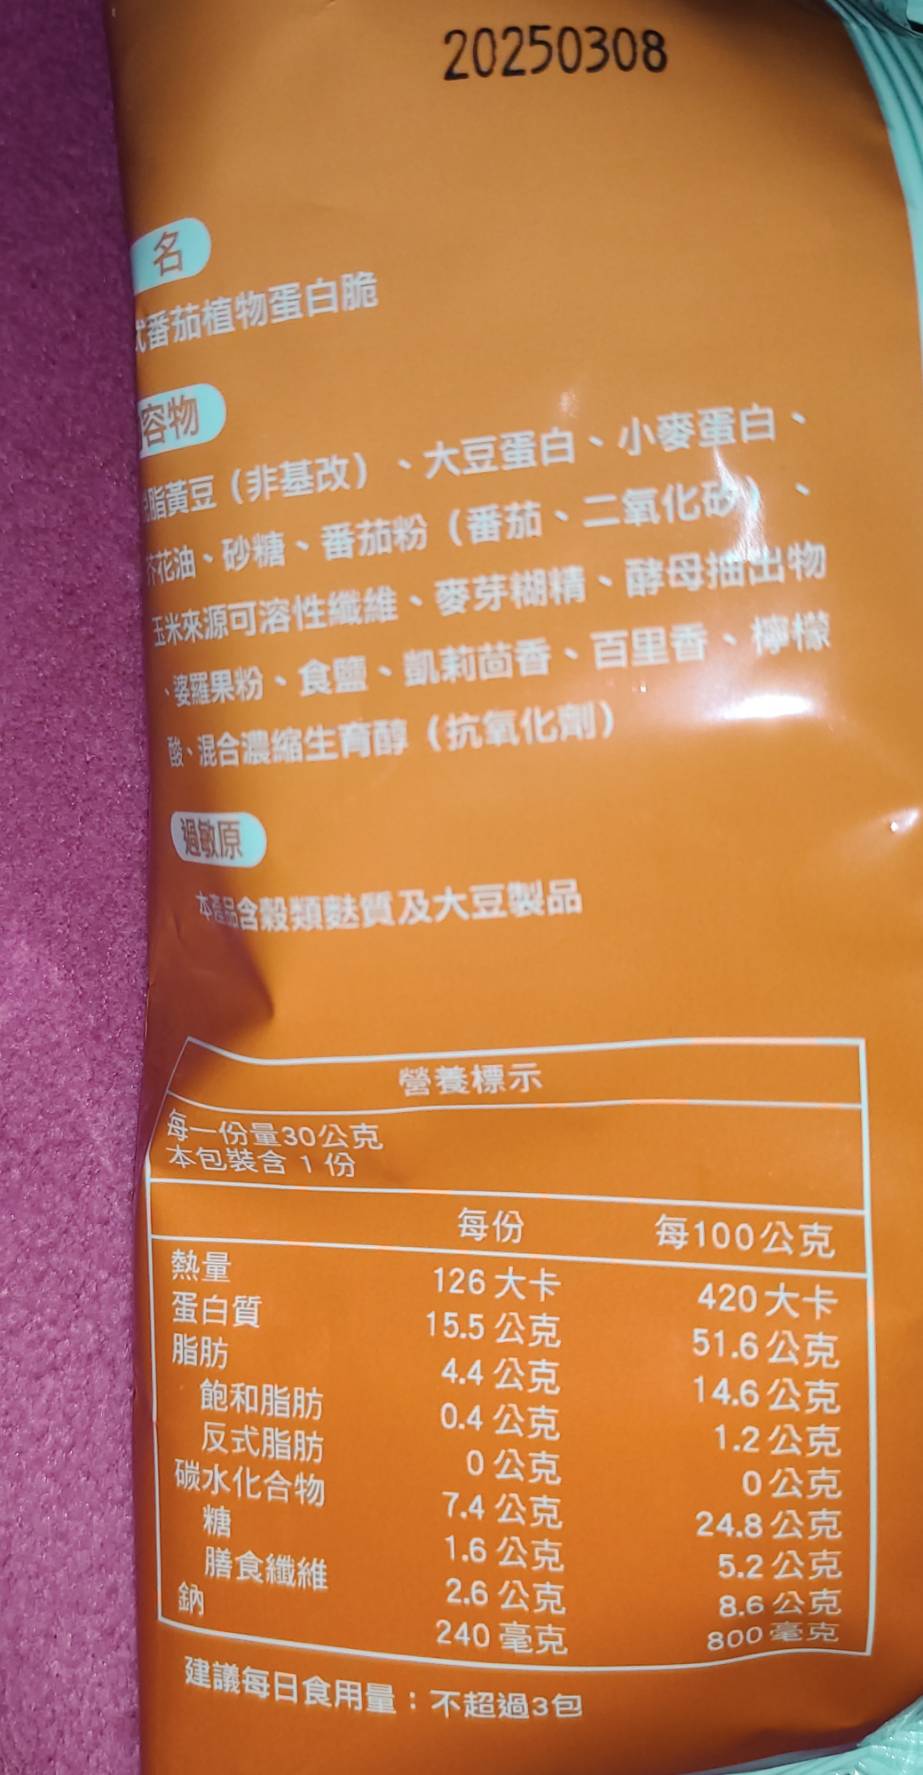 20250308
名
番茄植物蛋白脆
容物
脂黃豆（非基改）、大豆蛋白、小麥蛋白、
芥花油、砂糖、番茄粉（番茄、二氧化矽）、
玉米來源可溶性纖維、麥芽糊精、酵母抽出物
、婆羅果粉、食鹽、凱莉茴香、百里香、檸檬
酸、混合濃縮生育醇（抗氧化劑）
過敏原
本產品含穀類麩質及大豆製品
營養標示
每一份量30公克
本包裝含 1 份
每份 每100公克
熱量 126 大卡 420 大卡
蛋白質 15.5 公克 51.6 公克
脂肪 4.4 公克 14.6 公克
飽和脂肪 0.4 公克 1.2 公克
反式脂肪 0 公克 0 公克
碳水化合物 7.4 公克 24.8 公克
糖 1.6 公克 5.2 公克
膳食纖維 2.6 公克 8.6 公克
鈉 240 毫克 800 毫克
建議每日食用量：不超過3包